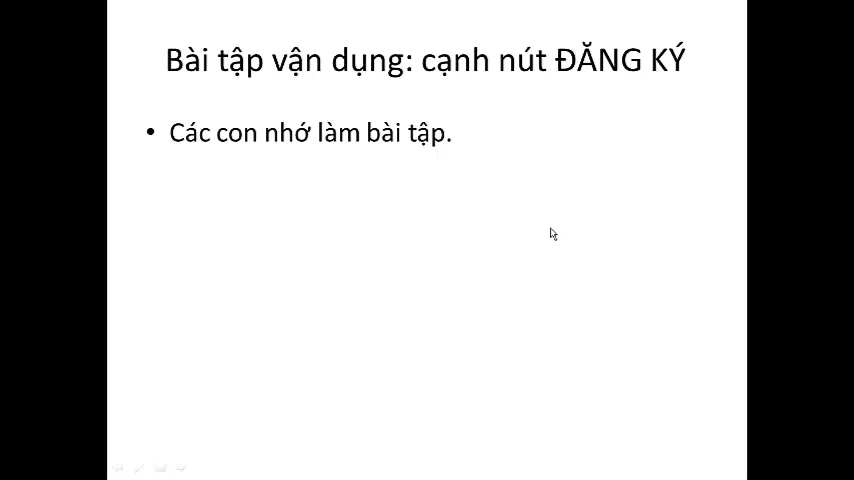 Bài tập vận dụng: cạnh nút ĐĂNG KÝ
• Các con nhớ làm bài tập.